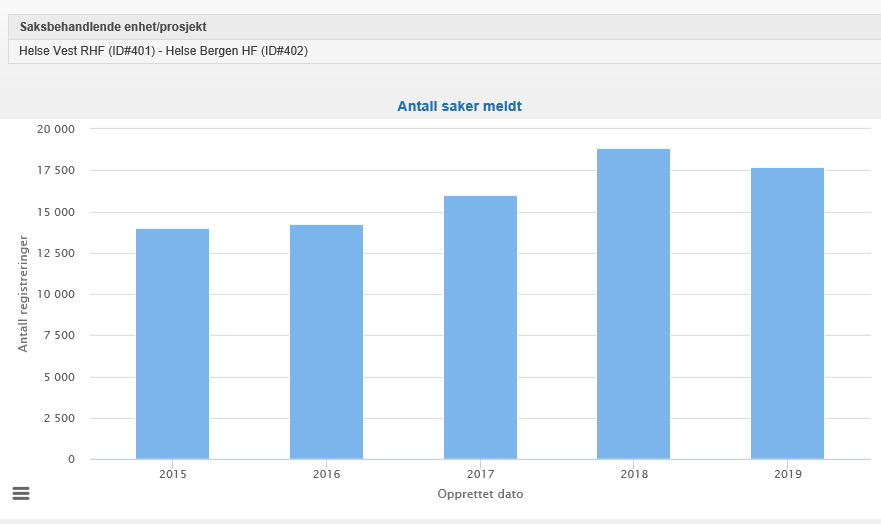 Saksbehandlende enhet/prosjekt
Helse Vest RHF (ID#401) - Helse Bergen HF (ID#402)
Antall saker meldt
20 000
17 500
15 000
12 500
10 000
7 500
5 000
2 500
0
Antall registreringer
2015 2016 2017 2018 2019
Opprettet dato